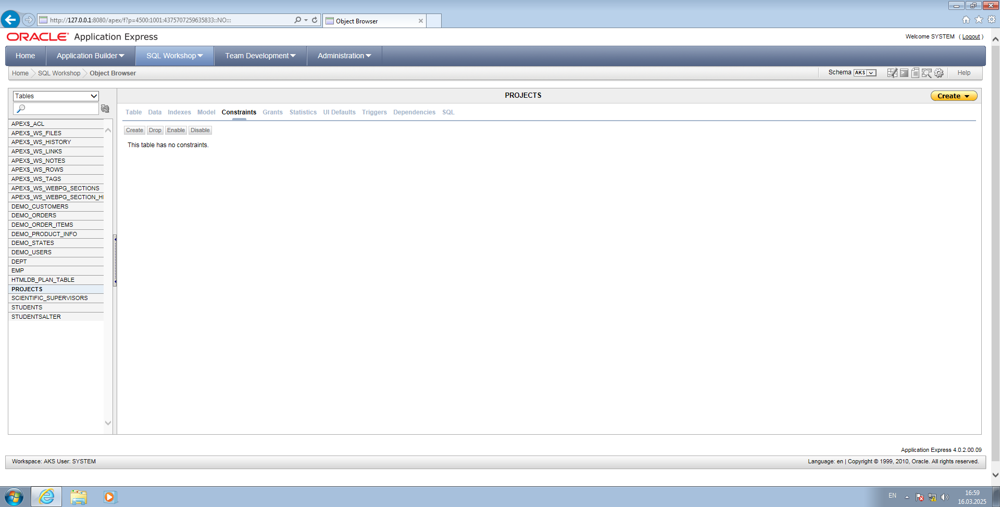 http://127.0.0.1:8080/apex/f?p=4500:1001:4375707259635833::NO:::
Object Browser
ORACLE Application Express
Welcome SYSTEM ( Logout )
Home Application Builder SQL Workshop Team Development Administration
Home SQL Workshop Object Browser
Schema AKS Help
Tables
PROJECTS
Create
Table Data Indexes Model Constraints Grants Statistics UI Defaults Triggers Dependencies SQL
Create Drop Enable Disable
This table has no constraints.
APEX$_ACL
APEX$_WS_FILES
APEX$_WS_HISTORY
APEX$_WS_LINKS
APEX$_WS_NOTES
APEX$_WS_ROWS
APEX$_WS_TAGS
APEX$_WS_WEBPG_SECTIONS
APEX$_WS_WEBPG_SECTION_HI
DEMO_CUSTOMERS
DEMO_ORDERS
DEMO_ORDER_ITEMS
DEMO_PRODUCT_INFO
DEMO_STATES
DEMO_USERS
DEPT
EMP
HTMLDB_PLAN_TABLE
PROJECTS
SCIENTIFIC_SUPERVISORS
STUDENTS
STUDENTSALTER
Application Express 4.0.2.00.09
Workspace: AKS User: SYSTEM
Language: en | Copyright © 1999, 2010, Oracle. All rights reserved.
EN
16:59
16.03.2025